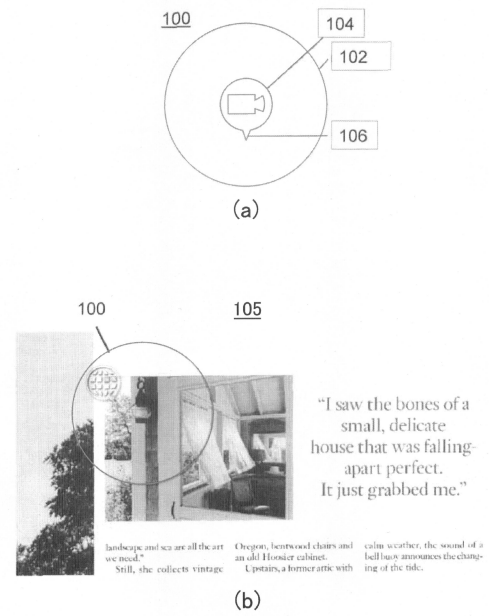 100
104
102
106
(a)
100
105
“I saw the bones of a
small, delicate
house that was falling-
apart perfect.
It just grabbed me.”
landscape and sea are all the art
we need.”
Still, she collects vintage
Oregon, bentwood chairs and
an old Hoosier cabinet.
Upstairs, a former attic with
calm weather, the sound of a
bell buoy announces the chang-
ing of the tide.
(b)